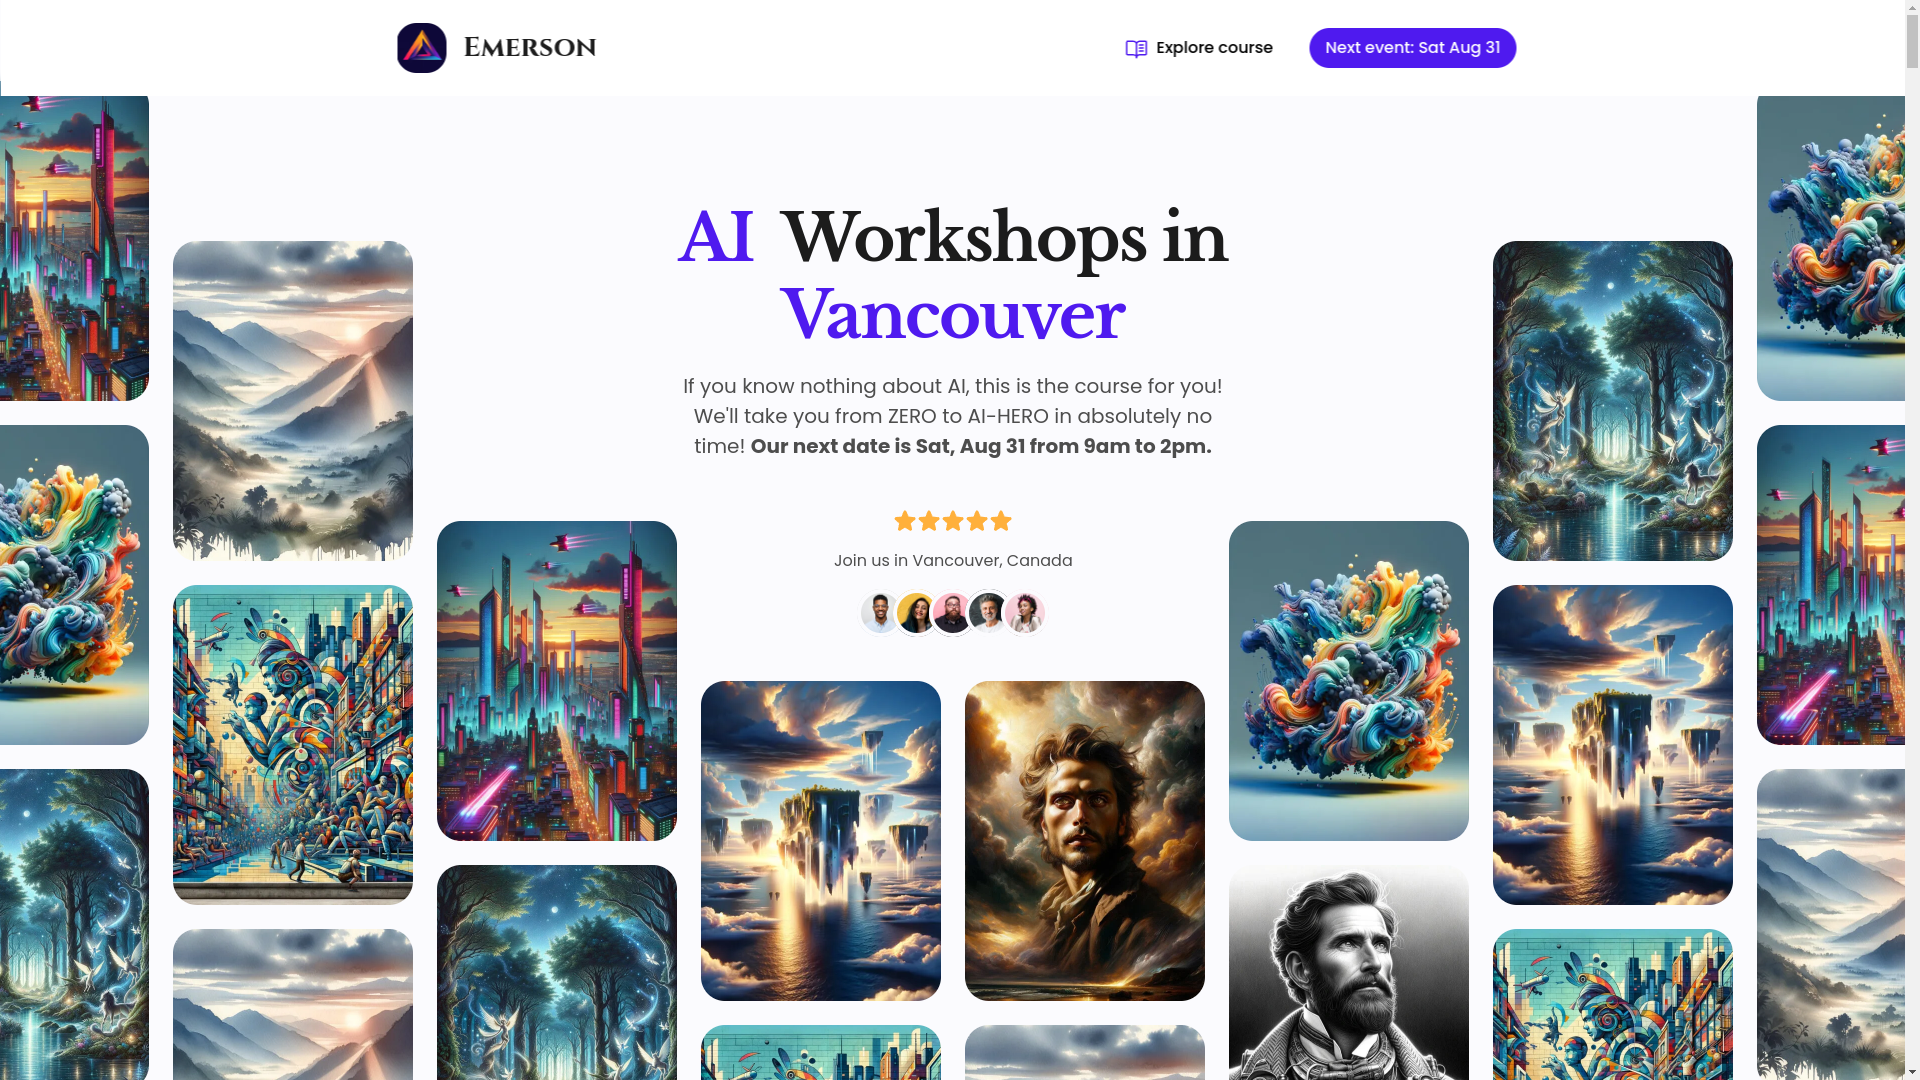 EMERSON
Explore course
Next event: Sat Aug 31
AI Workshops in
Vancouver
If you know nothing about AI, this is the course for you!
We'll take you from ZERO to AI-HERO in absolutely no
time! Our next date is Sat, Aug 31 from 9am to 2pm.
Join us in Vancouver, Canada